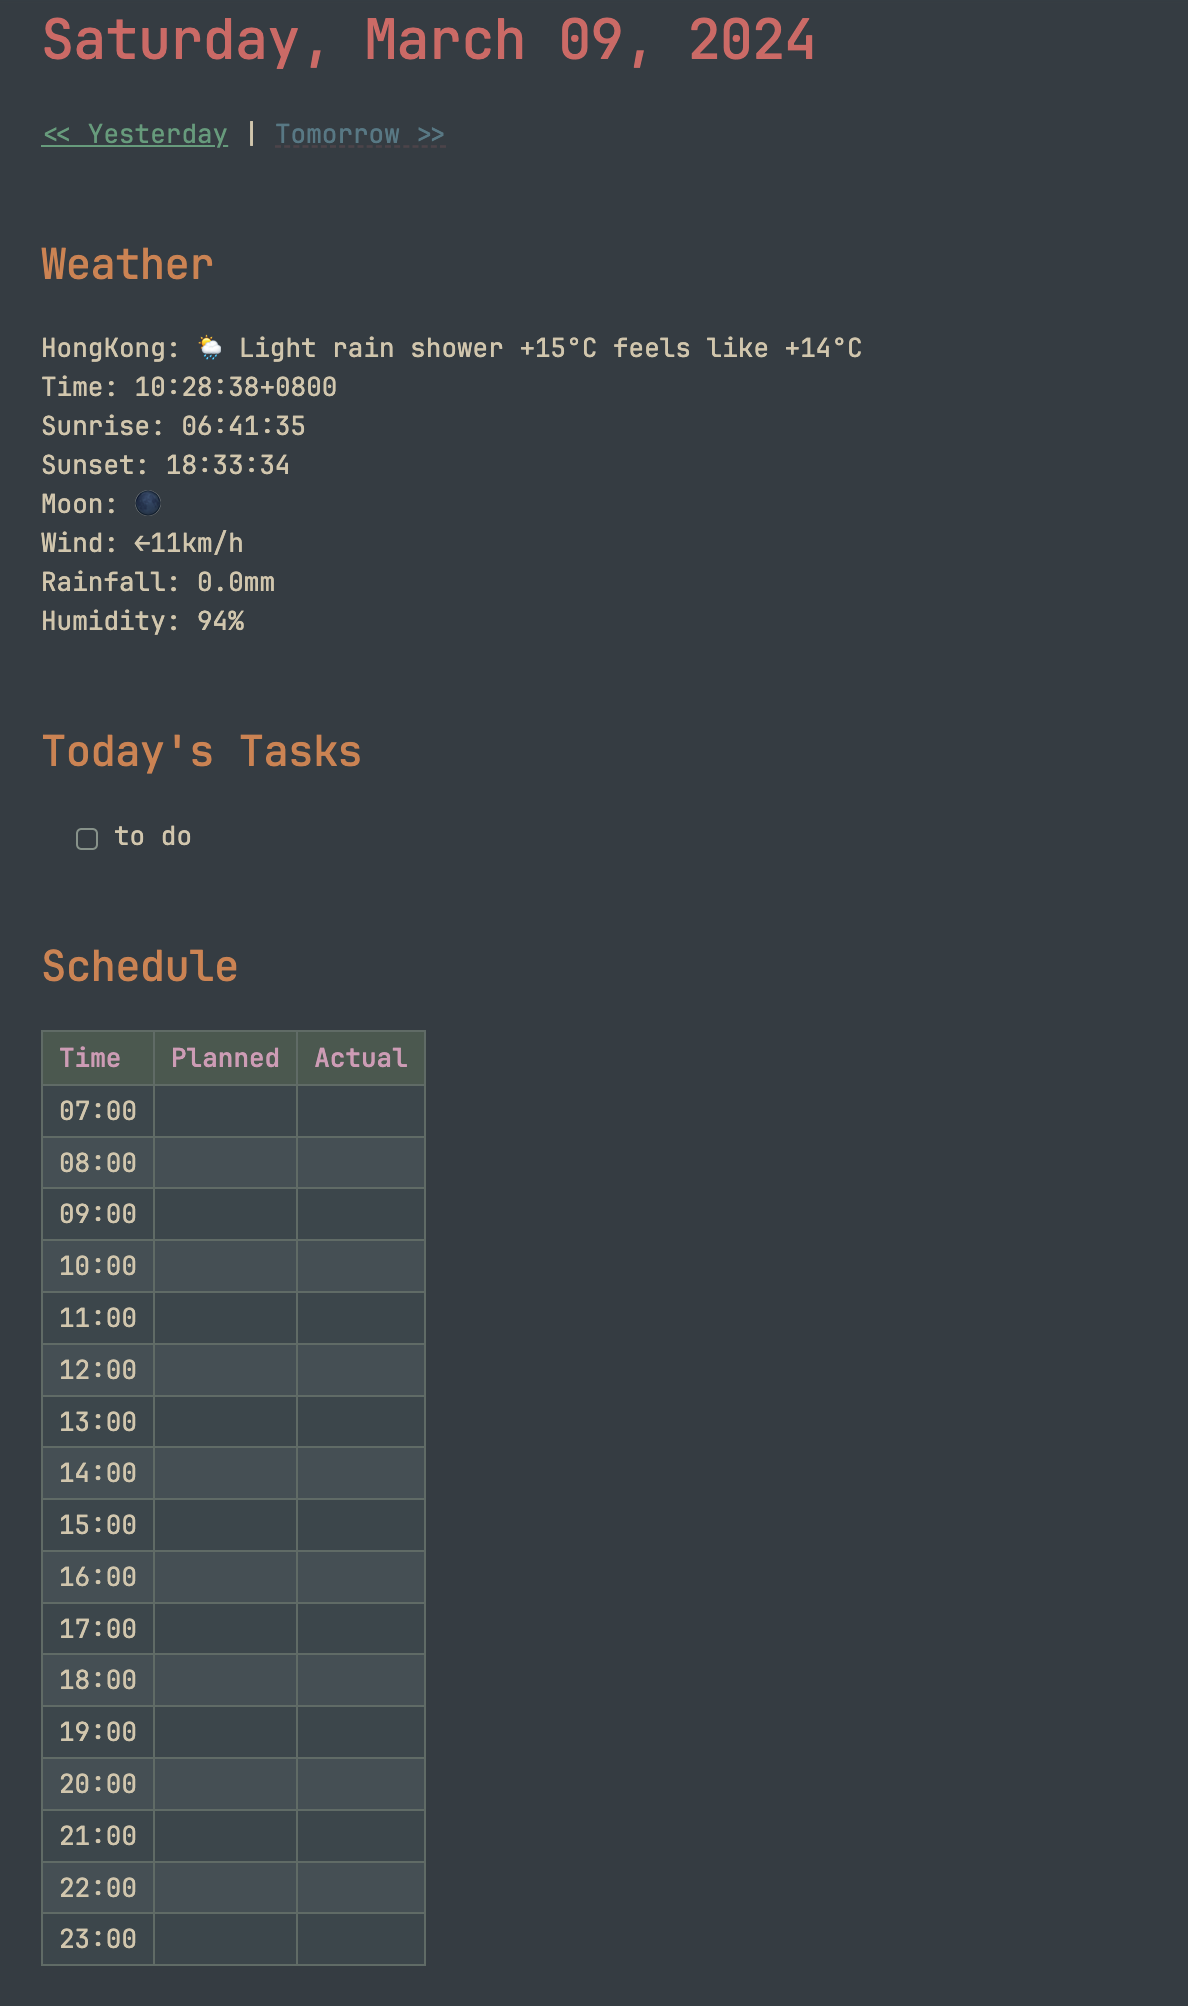 Saturday, March 09, 2024
<< Yesterday | Tomorrow >>
Weather
HongKong: 🌦 Light rain shower +15°C feels like +14°C
Time: 10:28:38+0800
Sunrise: 06:41:35
Sunset: 18:33:34
Moon: 🌑
Wind: ←11km/h
Rainfall: 0.0mm
Humidity: 94%
Today's Tasks
to do
Schedule
Time Planned Actual
07:00
08:00
09:00
10:00
11:00
12:00
13:00
14:00
15:00
16:00
17:00
18:00
19:00
20:00
21:00
22:00
23:00